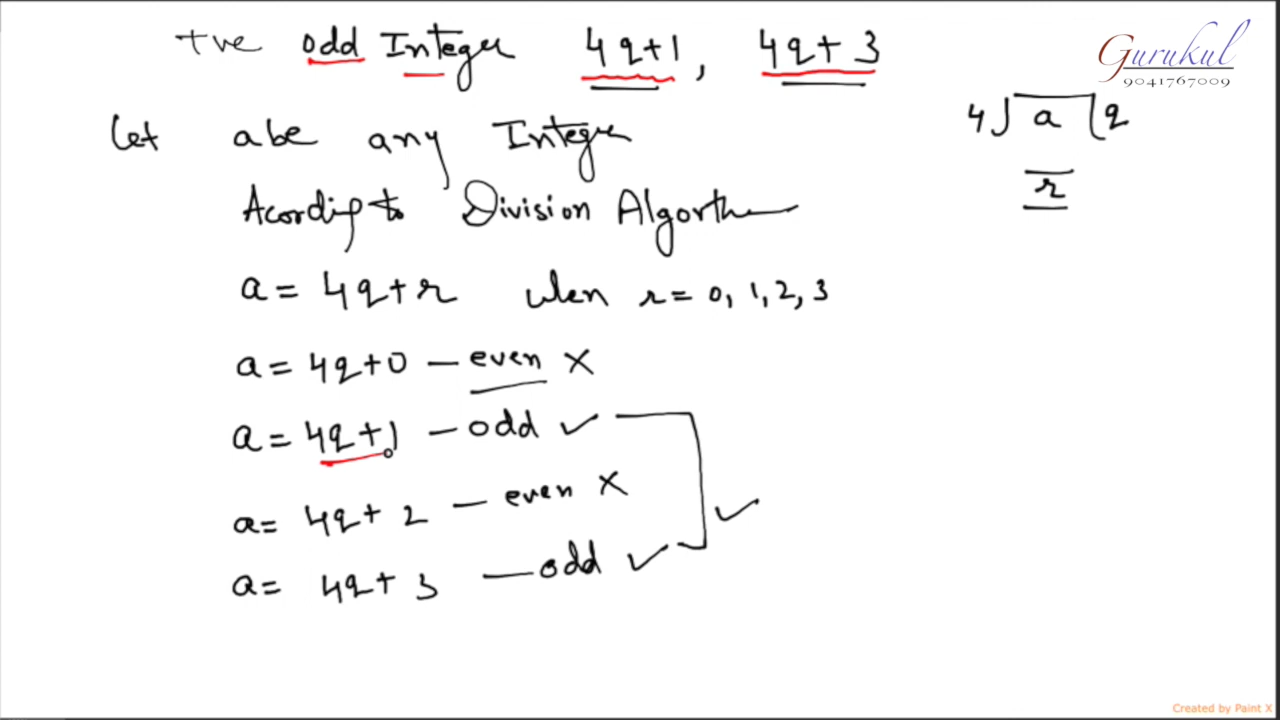 +ve odd Integer 4q+1, 4q+3
Gurukul
9041767009
4 a q
r
Let a be any Integer
Acording to Division Algorthm
a = 4q+r when r = 0, 1, 2, 3
a = 4q+0 — even X
a = 4q+1 — odd ✓
a= 4q+ 2 — even X
a= 4q+ 3 — odd ✓
✓
Created by Paint X